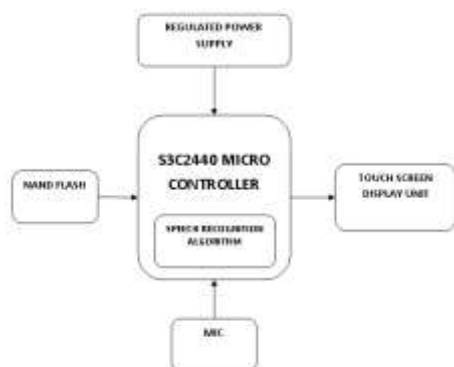 REGULATED POWER
SUPPLY
S3C2440 MICRO
CONTROLLER
NAND FLASH
TOUCH SCREEN
DISPLAY UNIT
SPEECH RECOGNITION
ALGORITHM
MIC